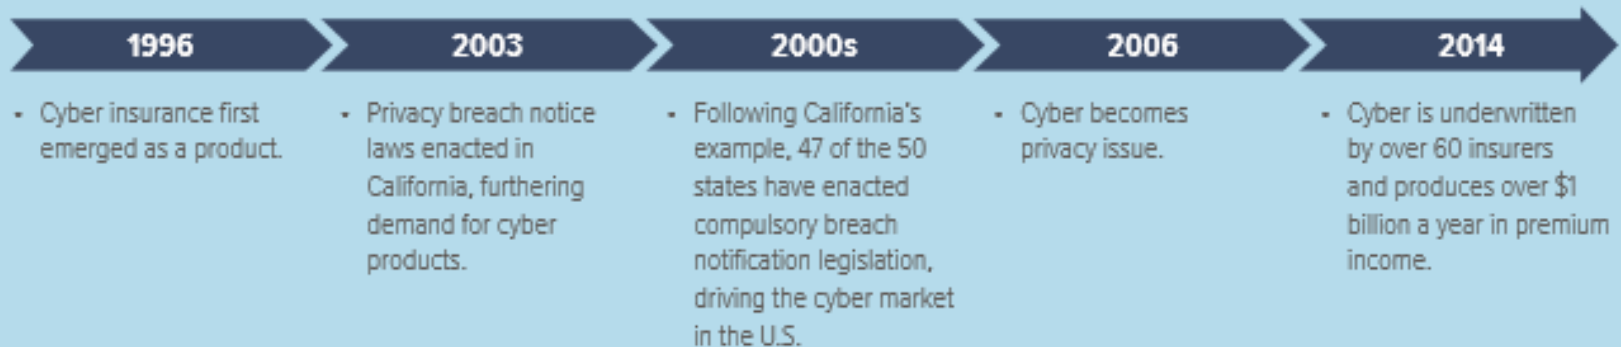 1996
2003
2000s
2006
2014
- Cyber insurance first
emerged as a product.
- Privacy breach notice
laws enacted in
California, furthering
demand for cyber
products.
- Following California's
example, 47 of the 50
states have enacted
compulsory breach
notification legislation,
driving the cyber market
in the U.S.
- Cyber becomes
privacy issue.
- Cyber is underwritten
by over 60 insurers
and produces over $1
billion a year in premium
income.